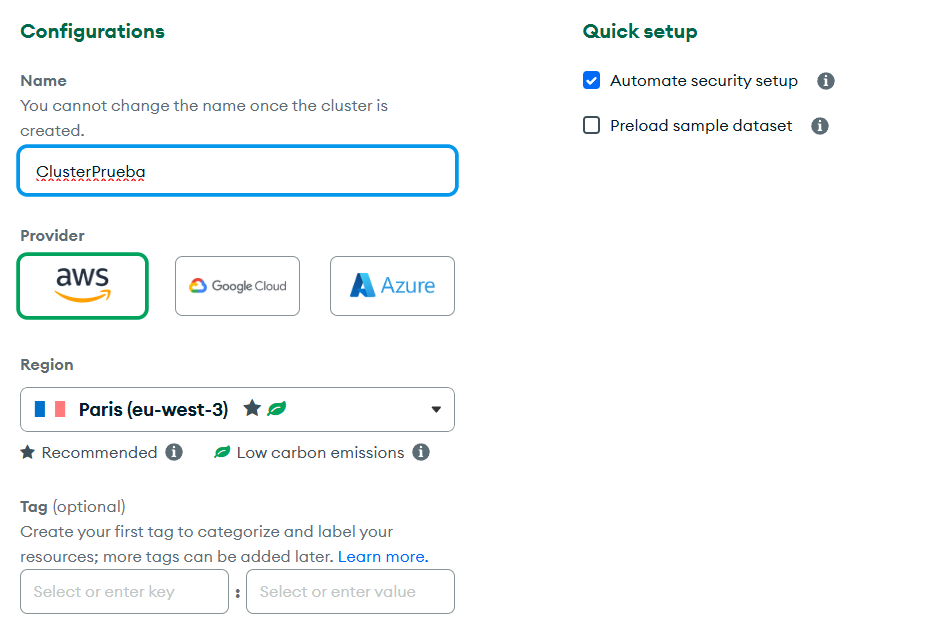 Configurations
Name
You cannot change the name once the cluster is
created.
ClusterPrueba
Provider
aws
Google Cloud
Azure
Region
Paris (eu-west-3)
Recommended
Low carbon emissions
Tag (optional)
Create your first tag to categorize and label your
resources; more tags can be added later. Learn more.
Select or enter key : Select or enter value
Quick setup
Automate security setup
Preload sample dataset